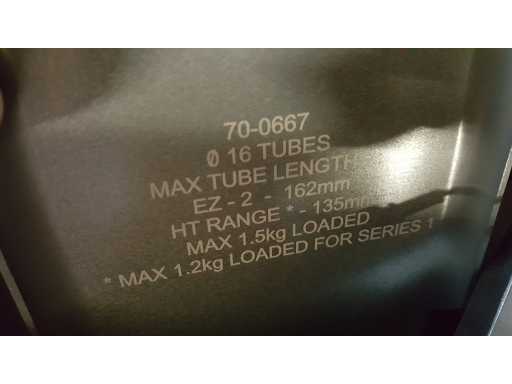 70-0667
Ø 16 TUBES
MAX TUBE LENGTH
EZ - 2 - 162mm
HT RANGE * - 135mm
MAX 1.5kg LOADED
* MAX 1.2kg LOADED FOR SERIES 1